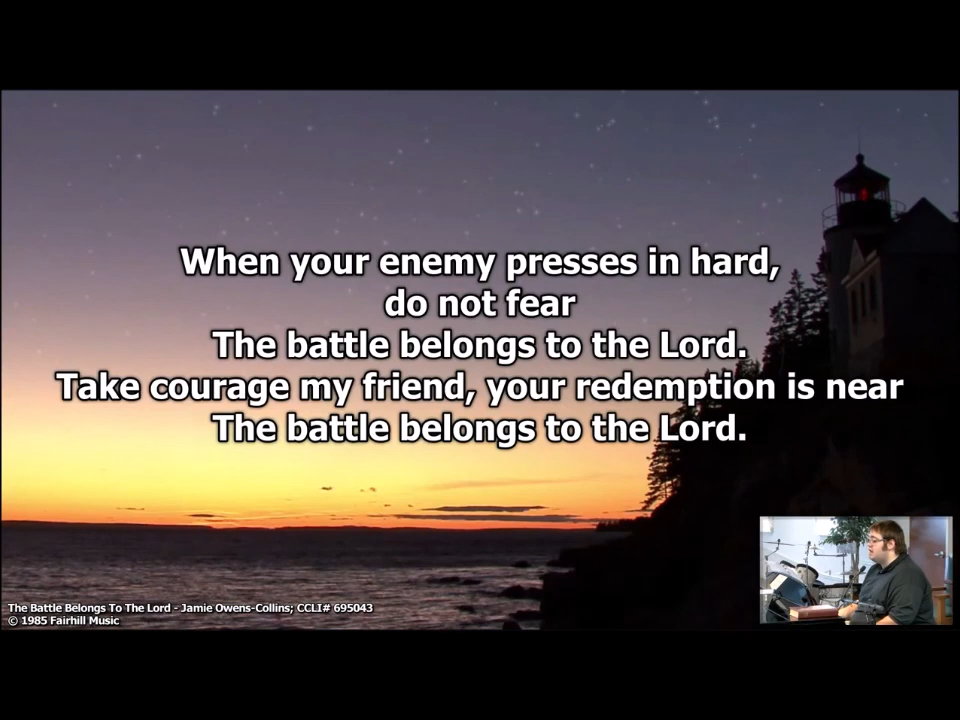 When your enemy presses in hard,
do not fear
The battle belongs to the Lord.
Take courage my friend, your redemption is near
The battle belongs to the Lord.
The Battle Belongs To The Lord - Jamie Owens-Collins; CCLI# 695043
© 1985 Fairhill Music